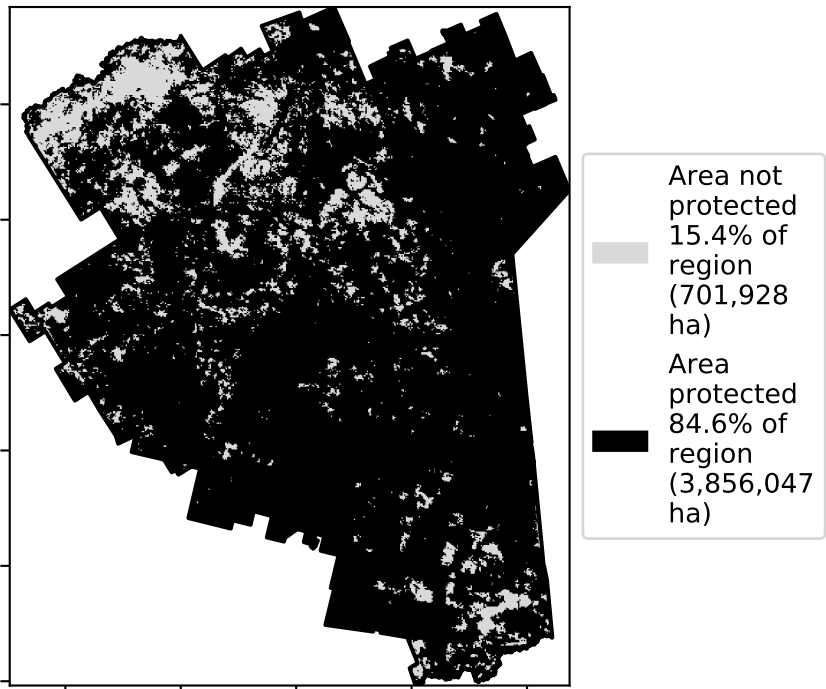 Area not
protected
15.4% of
region
(701,928
ha)
Area
protected
84.6% of
region
(3,856,047
ha)